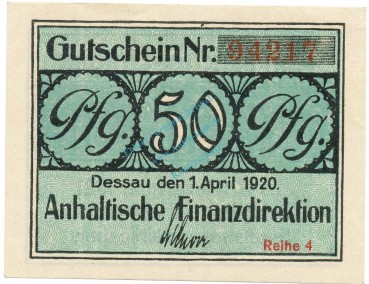 Gutschein Nr. 94217
Pfg. 50 Pfg.
Dessau den 1. April 1920.
Anhaltische Finanzdirektion
Reihe 4